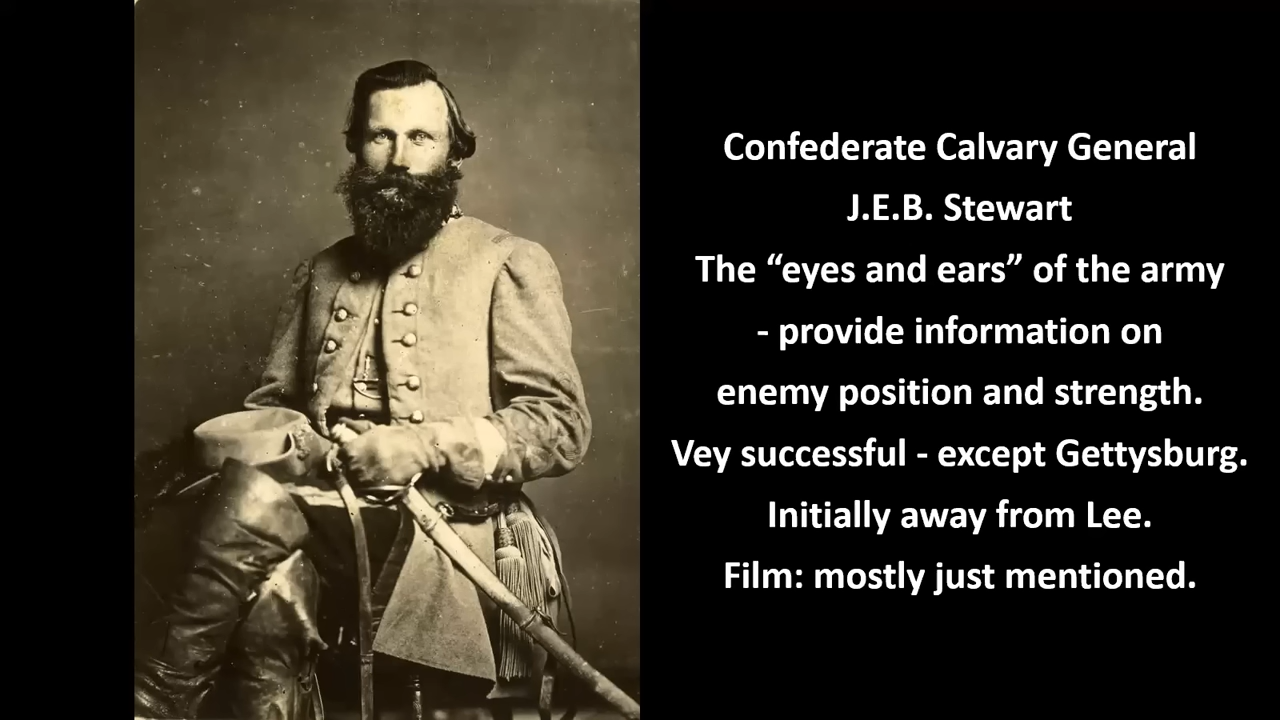 Confederate Calvary General
J.E.B. Stewart
The “eyes and ears” of the army
- provide information on
enemy position and strength.
Vey successful - except Gettysburg.
Initially away from Lee.
Film: mostly just mentioned.